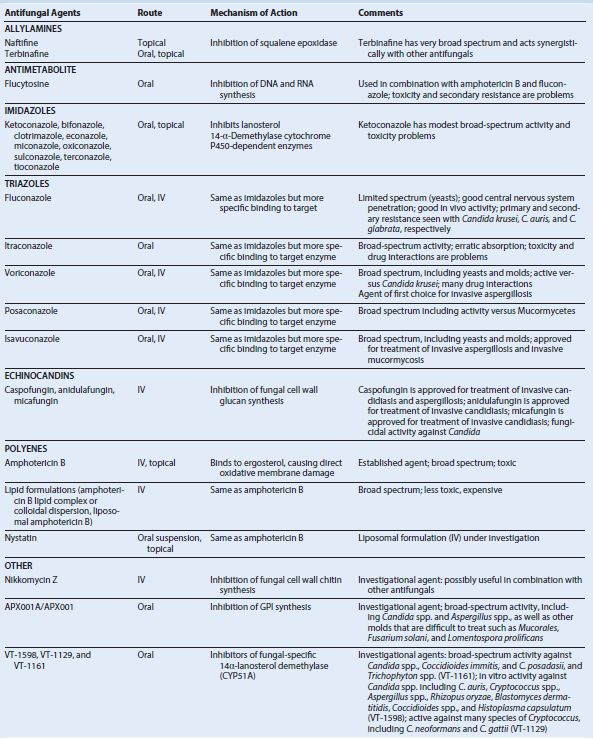 Antifungal Agents Route Mechanism of Action Comments
ALLYLAMINES
Naftifine Topical Inhibition of squalene epoxidase Terbinafine has very broad spectrum and acts synergisti-
Terbinafine Oral, topical cally with other antifungals
ANTIMETABOLITE
Flucytosine Oral Inhibition of DNA and RNA Used in combination with amphotericin B and flucon-
synthesis azole; toxicity and secondary resistance are problems
IMIDAZOLES
Ketoconazole, bifonazole, Oral, topical Inhibits lanosterol Ketoconazole has modest broad-spectrum activity and
clotrimazole, econazole, 14-α-Demethylase cytochrome toxicity problems
miconazole, oxiconazole, P450-dependent enzymes
sulconazole, terconazole,
tioconazole
TRIAZOLES
Fluconazole Oral, IV Same as imidazoles but more Limited spectrum (yeasts); good central nervous system
specific binding to target penetration; good in vivo activity; primary and second-
ary resistance seen with Candida krusei, C. auris, and C.
glabrata, respectively
Itraconazole Oral Same as imidazoles but more spe- Broad-spectrum activity; erratic absorption; toxicity and
cific binding to target enzyme drug interactions are problems
Voriconazole Oral, IV Same as imidazoles but more spe- Broad spectrum, including yeasts and molds; active ver-
cific binding to target enzyme sus Candida krusei; many drug interactions
Agent of first choice for invasive aspergillosis
Posaconazole Oral, IV Same as imidazoles but more spe- Broad spectrum including activity versus Mucormycetes
cific binding to target enzyme
Isavuconazole Oral, IV Same as imidazoles but more spe- Broad spectrum, including yeasts and molds; approved
cific binding to target enzyme for treatment of invasive aspergillosis and invasive
mucormycosis
ECHINOCANDINS
Caspofungin, anidulafungin, IV Inhibition of fungal cell wall Caspofungin is approved for treatment of invasive can-
micafungin glucan synthesis didiasis and aspergillosis; anidulafungin is approved
for treatment of invasive candidiasis; micafungin is
approved for treatment of invasive candidiasis; fungi-
cidal activity against Candida
POLYENES
Amphotericin B IV, topical Binds to ergosterol, causing direct Established agent; broad spectrum; toxic
oxidative membrane damage
Lipid formulations (amphoteri- IV Same as amphotericin B Broad spectrum; less toxic, expensive
cin B lipid complex or
colloidal dispersion, liposo-
mal amphotericin B)
Nystatin Oral suspension, Same as amphotericin B Liposomal formulation (IV) under investigation
topical
OTHER
Nikkomycin Z IV Inhibition of fungal cell wall chitin Investigational agent: possibly useful in combination with
synthesis other antifungals
APX001A/APX001 Oral Inhibition of GPI synthesis Investigational agent; broad-spectrum activity, includ-
ing Candida spp. and Aspergillus spp., as well as other
molds that are difficult to treat such as Mucorales,
Fusarium solani, and Lomentospora prolificans
VT-1598, VT-1129, and Oral Inhibitors of fungal-specific Investigational agents: broad-spectrum activity against
VT-1161 14α-lanosterol demethylase Candida spp., Coccidioides immitis, and C. posadasii, and
(CYP51A) Trichophyton spp. (VT-1161); in vitro activity against
Candida spp. including C. auris, Cryptococcus spp.,
Aspergillus spp., Rhizopus oryzae, Blastomyces derma-
titidis, Coccidioides spp., and Histoplasma capsulatum
(VT-1598); active against many species of Cryptococcus,
including C. neoformans and C. gattii (VT-1129)